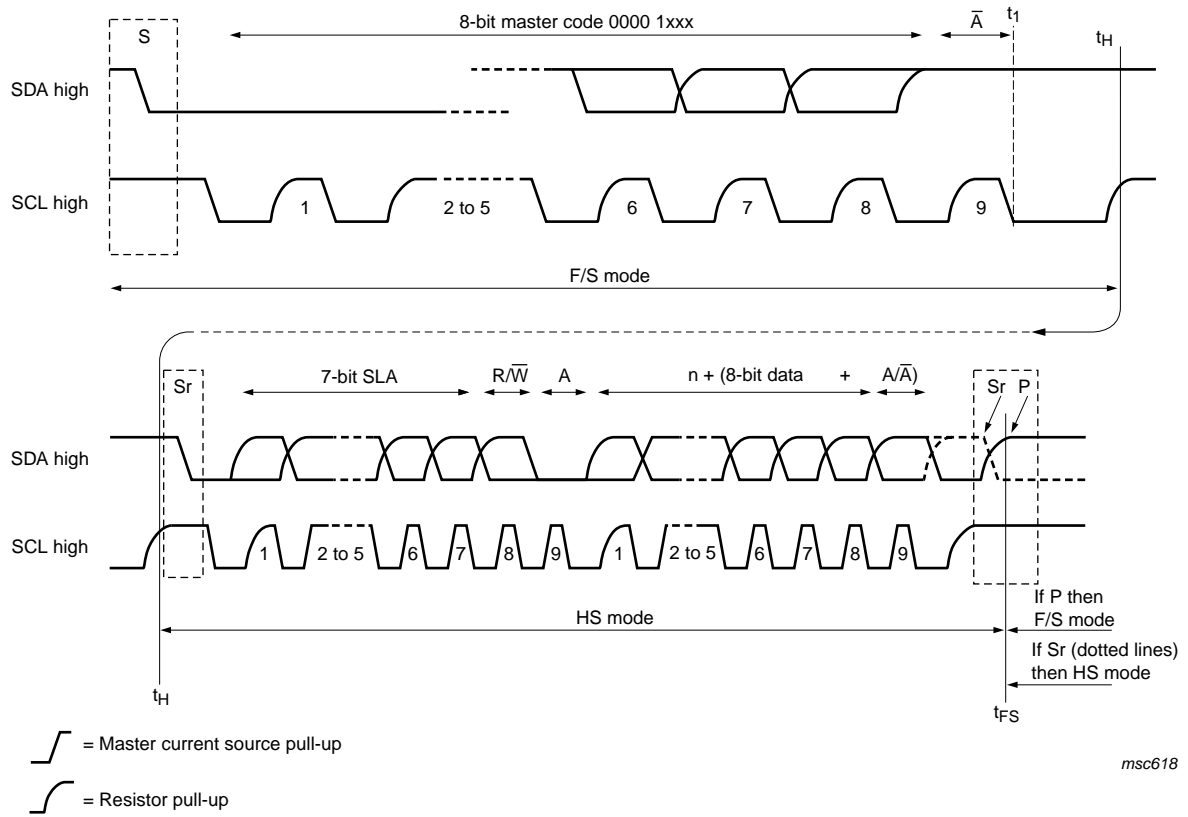 8-bit master code 0000 1xxx
A̅
t1
S
tH
SDA high
SCL high
1
2 to 5
6
7
8
9
F/S mode
Sr
7-bit SLA
R/W̅
A
n + (8-bit data
+
A/A̅)
Sr
P
SDA high
SCL high
1
2 to 5
6
7
8
9
1
2 to 5
6
7
8
9
HS mode
If P then
F/S mode
If Sr (dotted lines)
then HS mode
tH
tFS
= Master current source pull-up
= Resistor pull-up
msc618